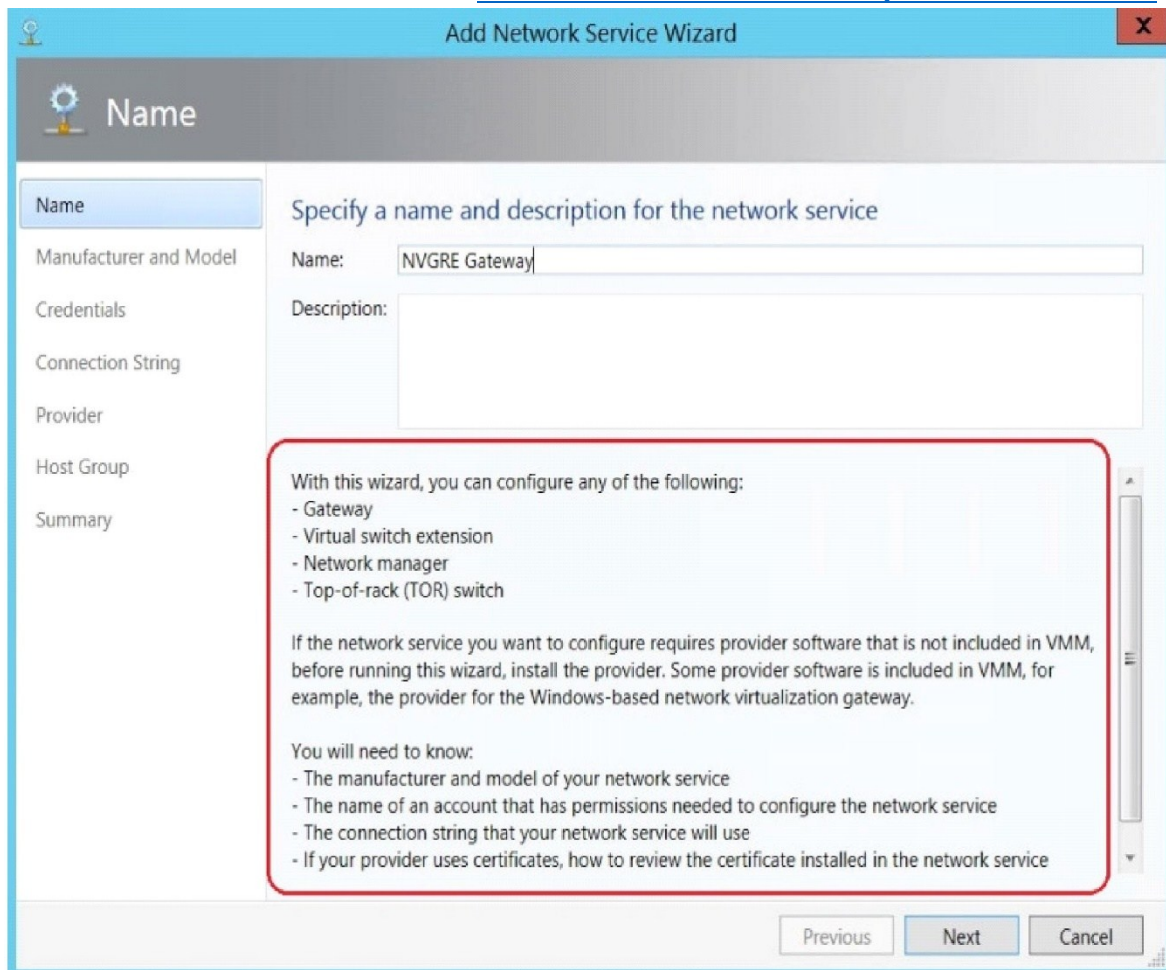 Add Network Service Wizard
X
Name
Name
Manufacturer and Model
Credentials
Connection String
Provider
Host Group
Summary
Specify a name and description for the network service
Name: NVGRE Gateway
Description:
With this wizard, you can configure any of the following:
- Gateway
- Virtual switch extension
- Network manager
- Top-of-rack (TOR) switch
If the network service you want to configure requires provider software that is not included in VMM,
before running this wizard, install the provider. Some provider software is included in VMM, for
example, the provider for the Windows-based network virtualization gateway.
You will need to know:
- The manufacturer and model of your network service
- The name of an account that has permissions needed to configure the network service
- The connection string that your network service will use
- If your provider uses certificates, how to review the certificate installed in the network service
Previous Next Cancel